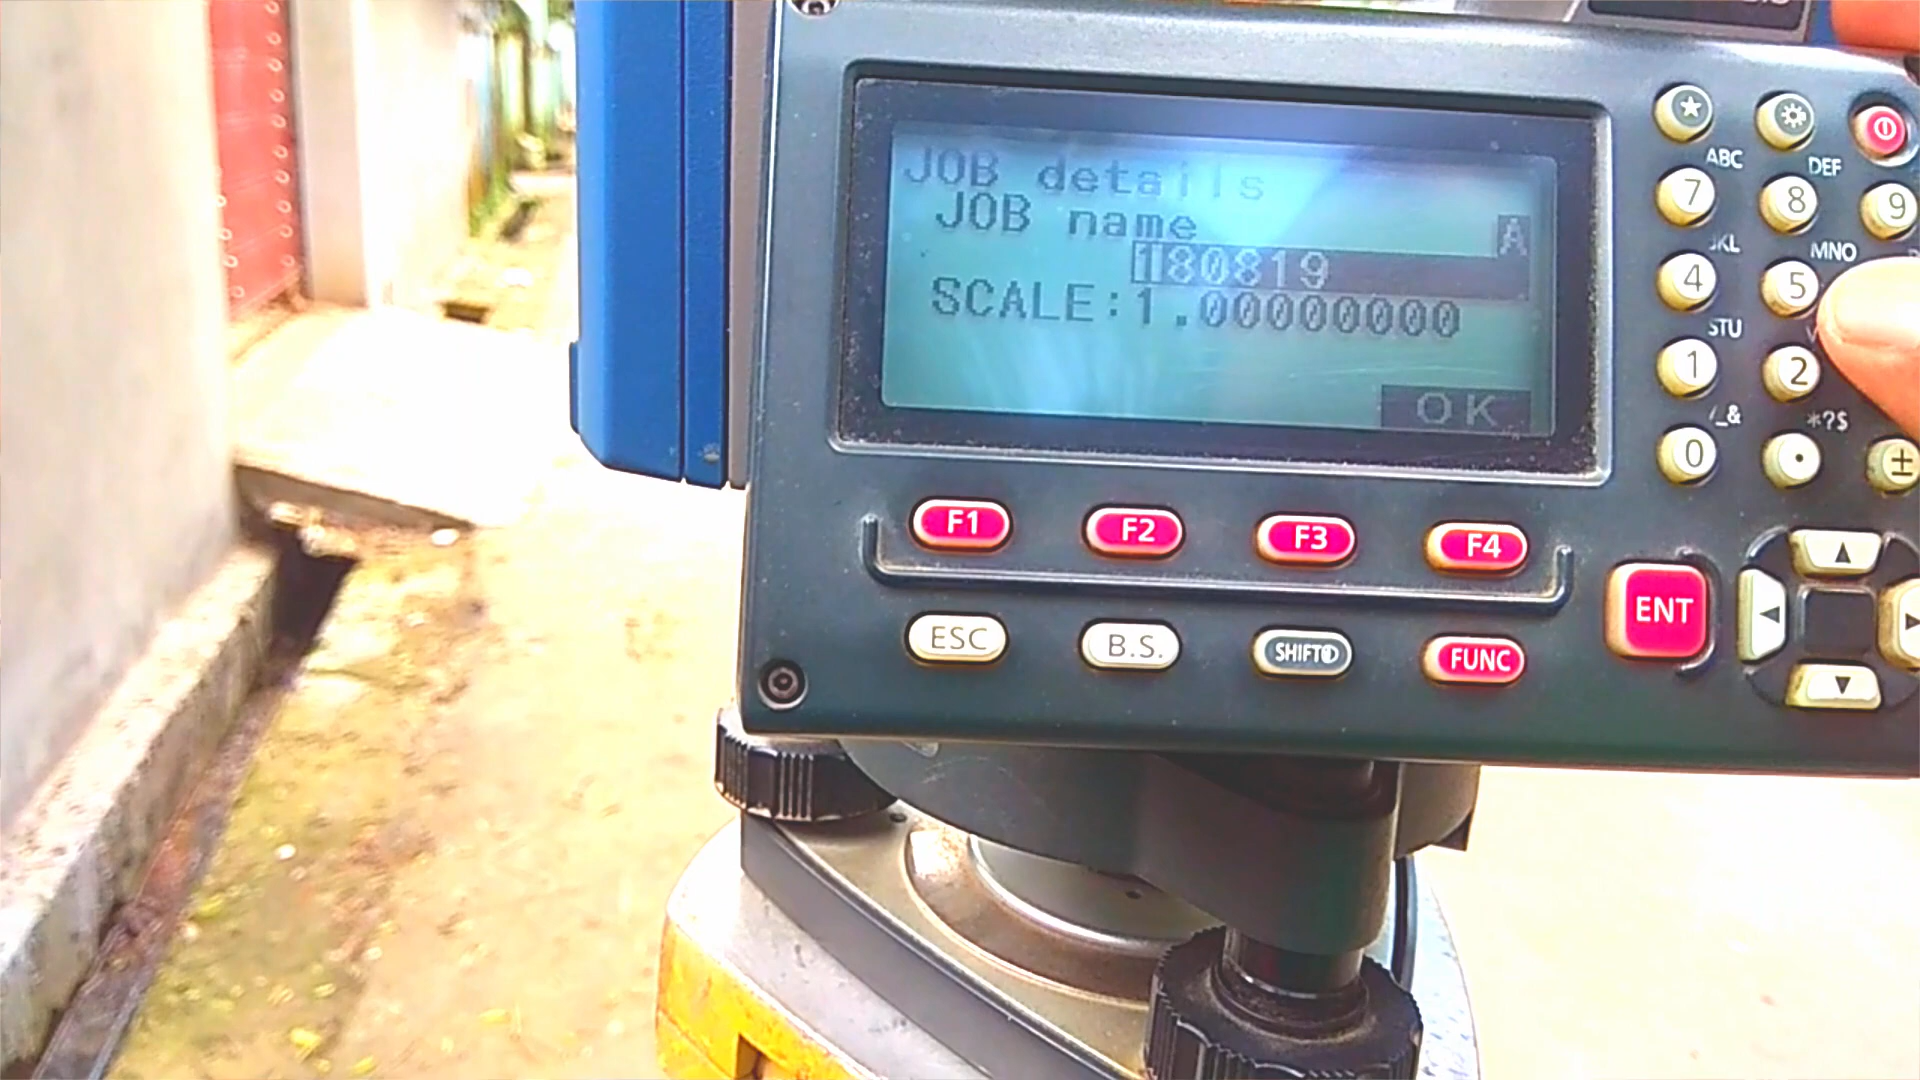 JOB details
JOB name
A
180819
SCALE:1.00000000
OK
ABC
DEF
7
8
9
JKL
MNO
4
5
STU
1
2
/_&
*?$
0
.
±
F1
F2
F3
F4
ESC
B.S.
SHIFT
FUNC
ENT